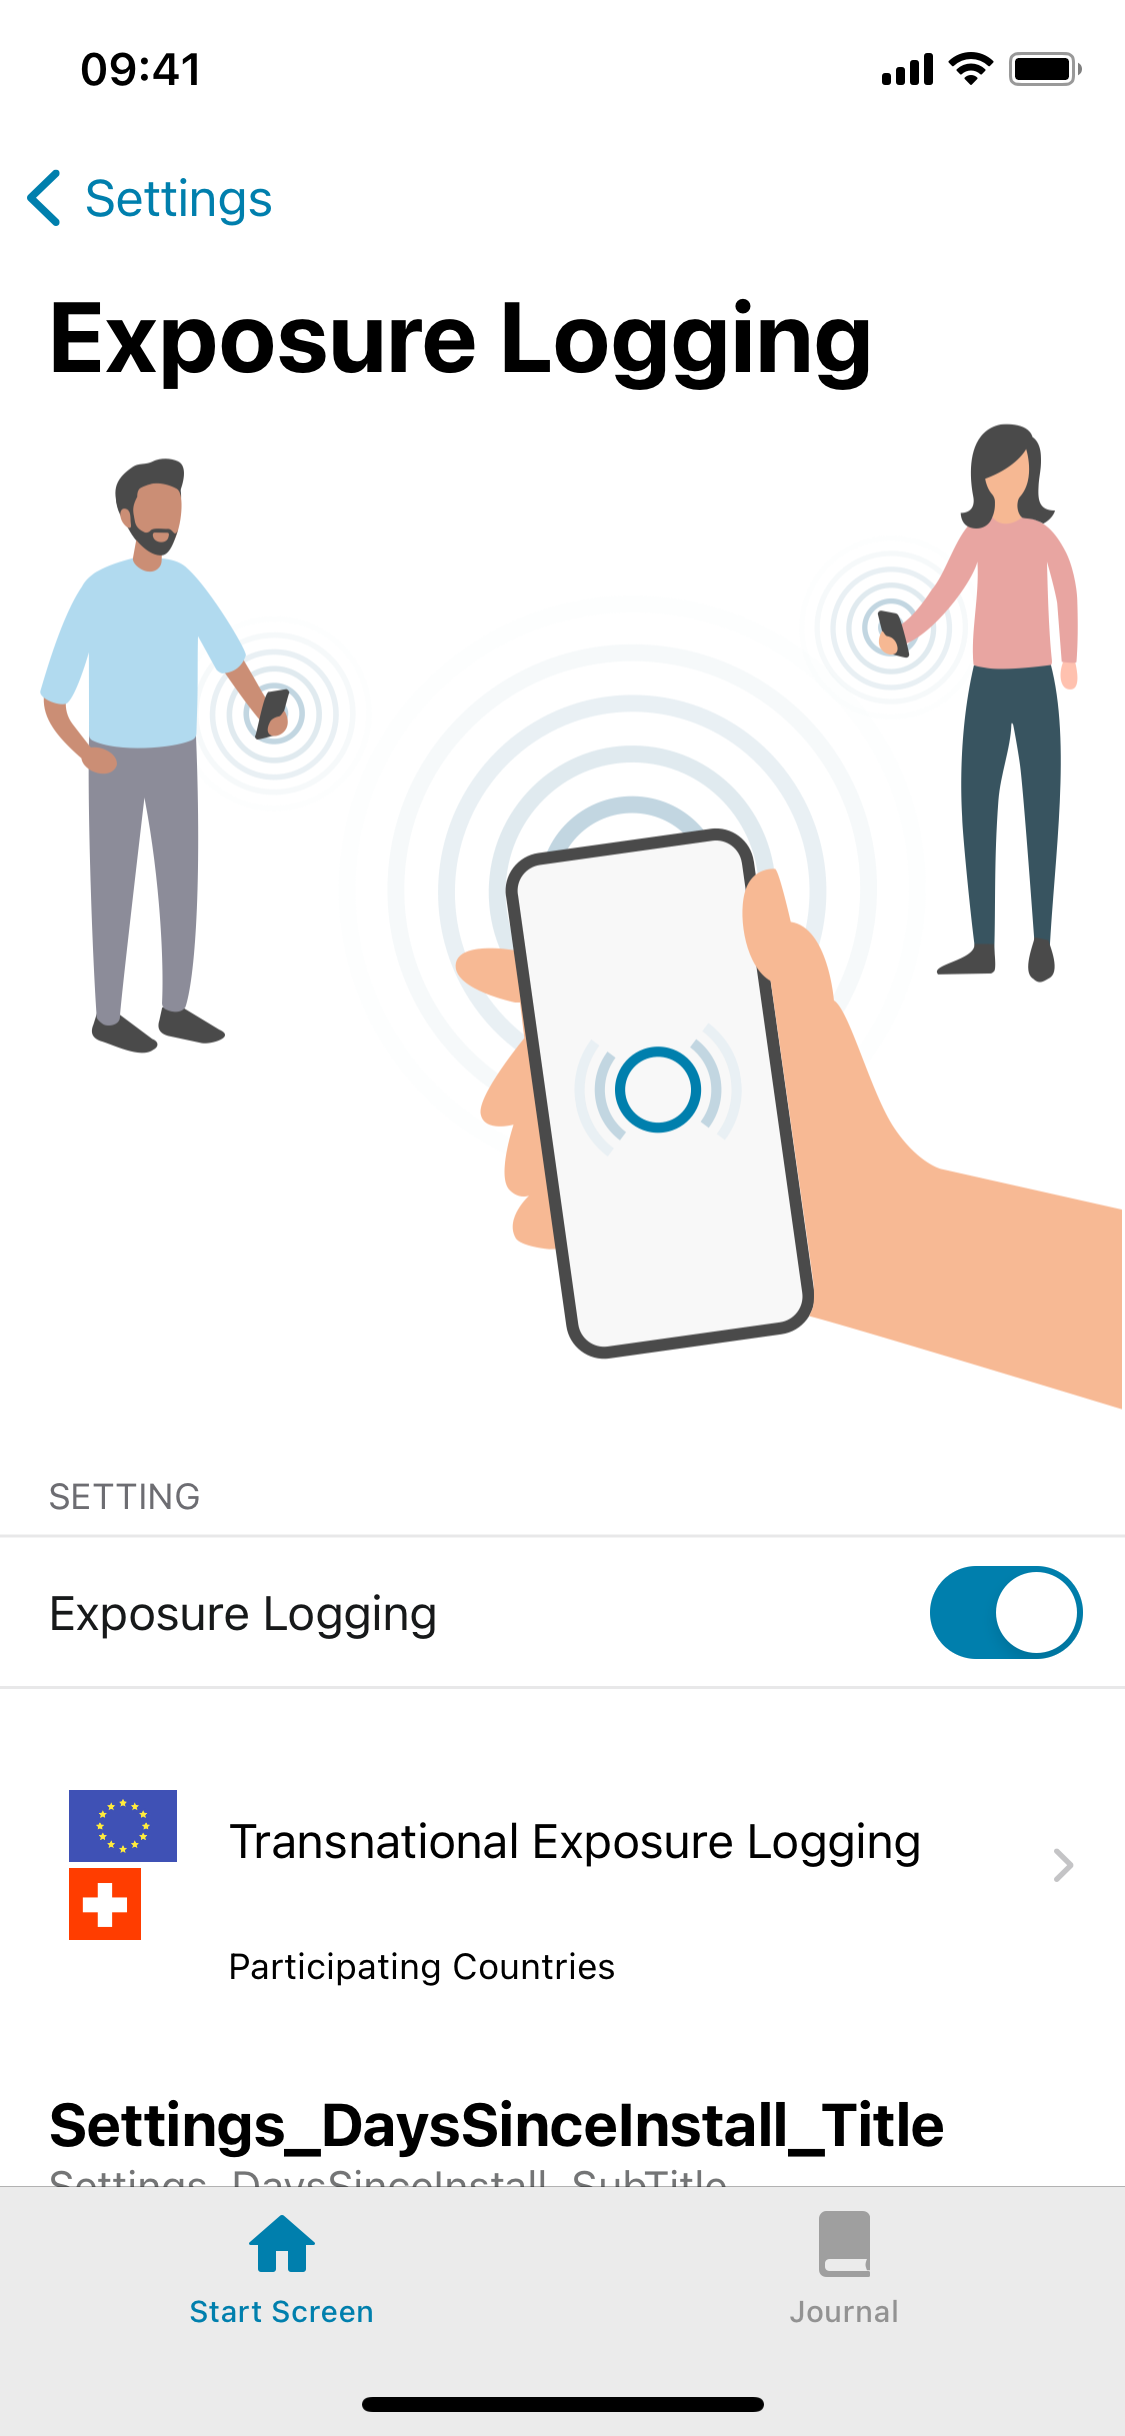 09:41
Settings
Exposure Logging
SETTING
Exposure Logging
Transnational Exposure Logging
Participating Countries
Settings_DaysSinceInstall_Title
Settings_DaysSinceInstall_SubTitle
Start Screen
Journal